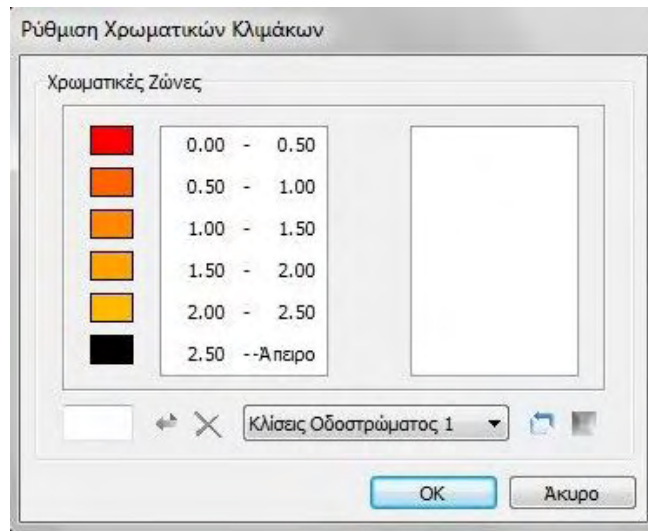 Ρύθμιση Χρωματικών Κλιμάκων
Χρωματικές Ζώνες
0.00 - 0.50
0.50 - 1.00
1.00 - 1.50
1.50 - 2.00
2.00 - 2.50
2.50 --Άπειρο
Κλίσεις Οδοστρώματος 1
OK Άκυρο